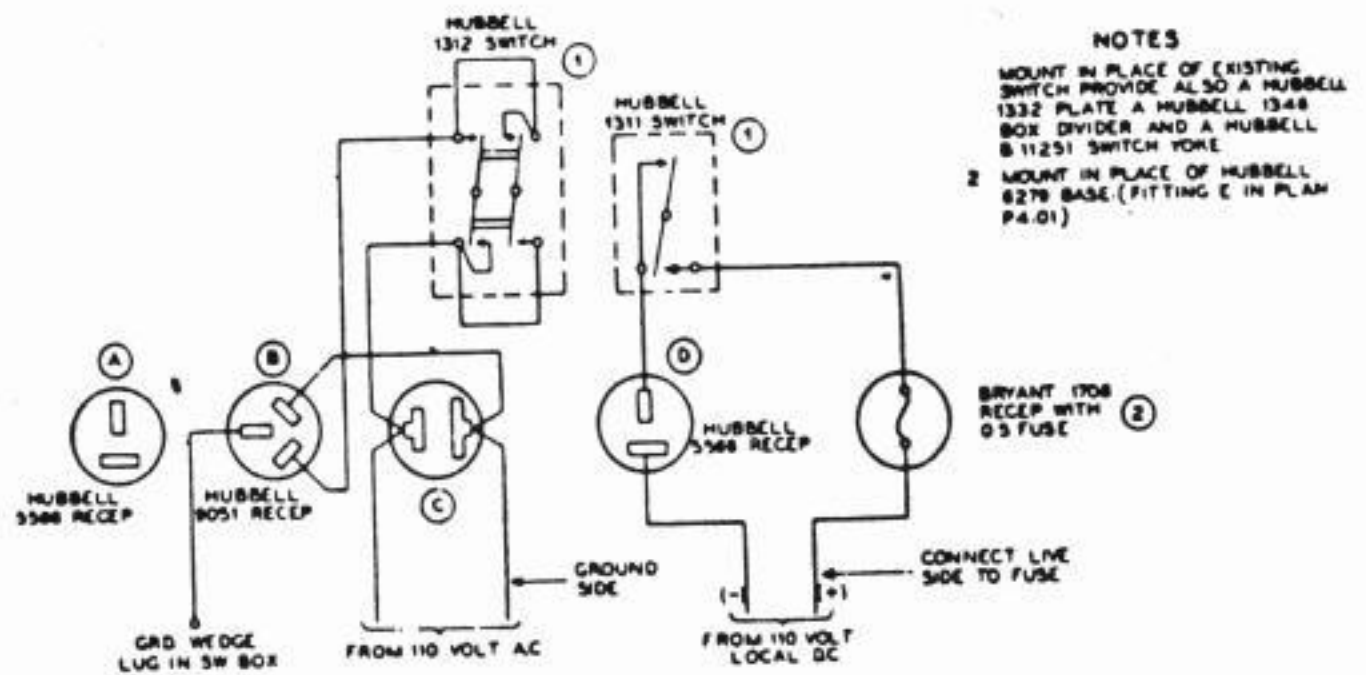 HUBBELL
1312 SWITCH
1
HUBBELL
1311 SWITCH
1
NOTES
MOUNT IN PLACE OF EXISTING
SWITCH PROVIDE ALSO A HUBBELL
1332 PLATE A HUBBELL 1348
BOX DIVIDER AND A HUBBELL
B 11251 SWITCH YOKE
2 MOUNT IN PLACE OF HUBBELL
6279 BASE. (FITTING E IN PLAN
P4.01)
A
B
C
D
HUBBELL
5588 RECEP
HUBBELL
9051 RECEP
HUBBELL
5588 RECEP
BRYANT 1708
RECEP WITH
0.5 FUSE
2
GROUND
SIDE
CONNECT LIVE
SIDE TO FUSE
(-)
(+)
GRD WEDGE
LUG IN SW BOX
FROM 110 VOLT A.C
FROM 110 VOLT
LOCAL DC